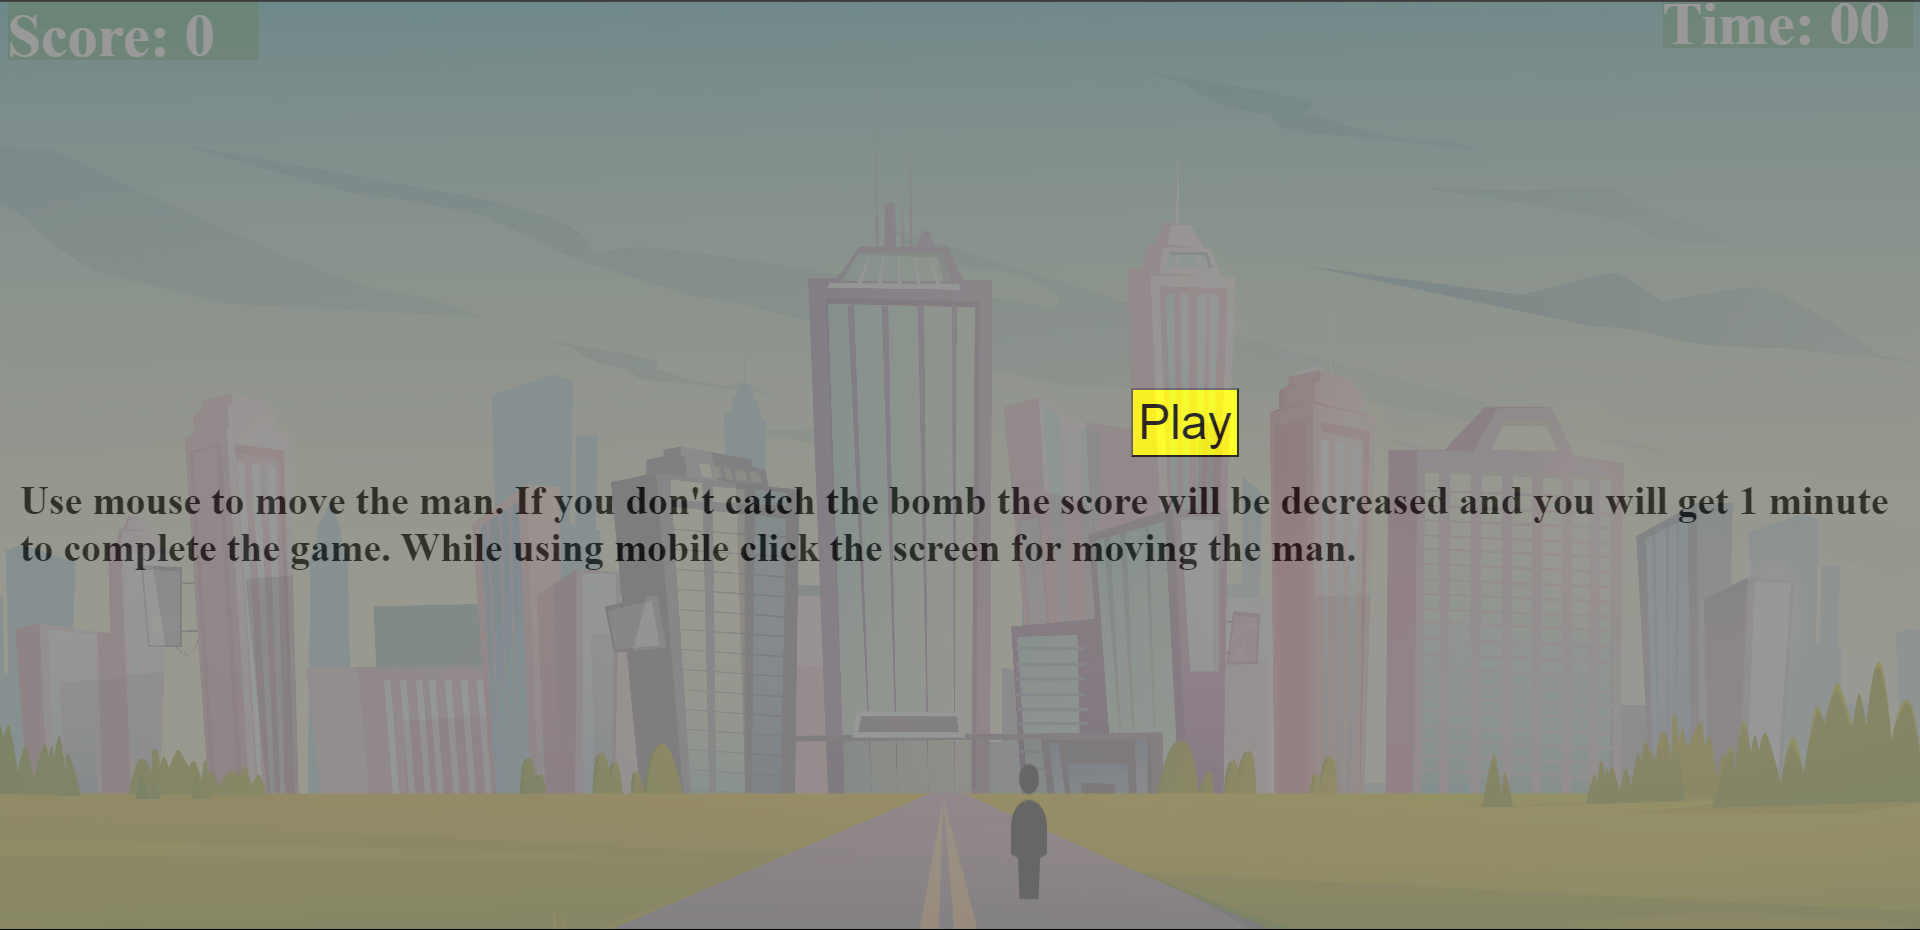 Score: 0
Time: 00
Play
Use mouse to move the man. If you don't catch the bomb the score will be decreased and you will get 1 minute
to complete the game. While using mobile click the screen for moving the man.